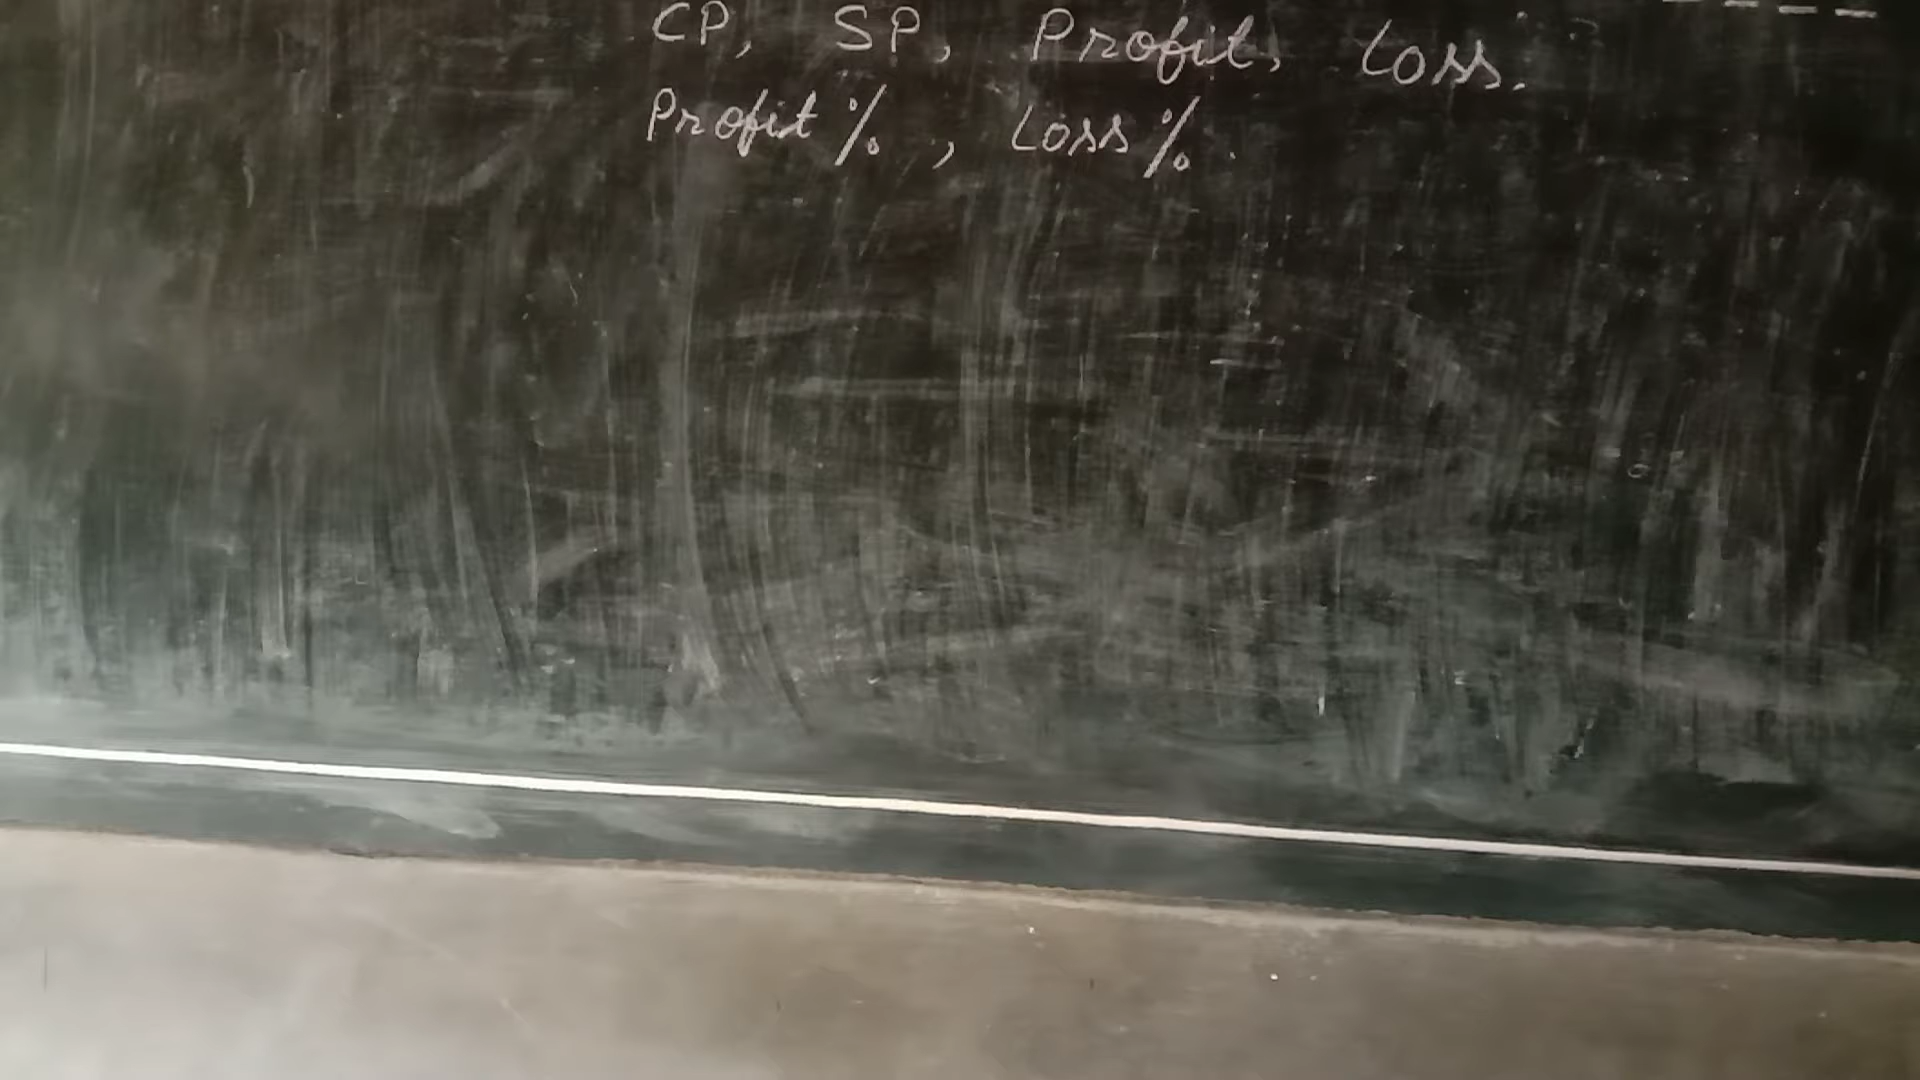 CP, SP, Profit, Loss.
Profit %, Loss %.